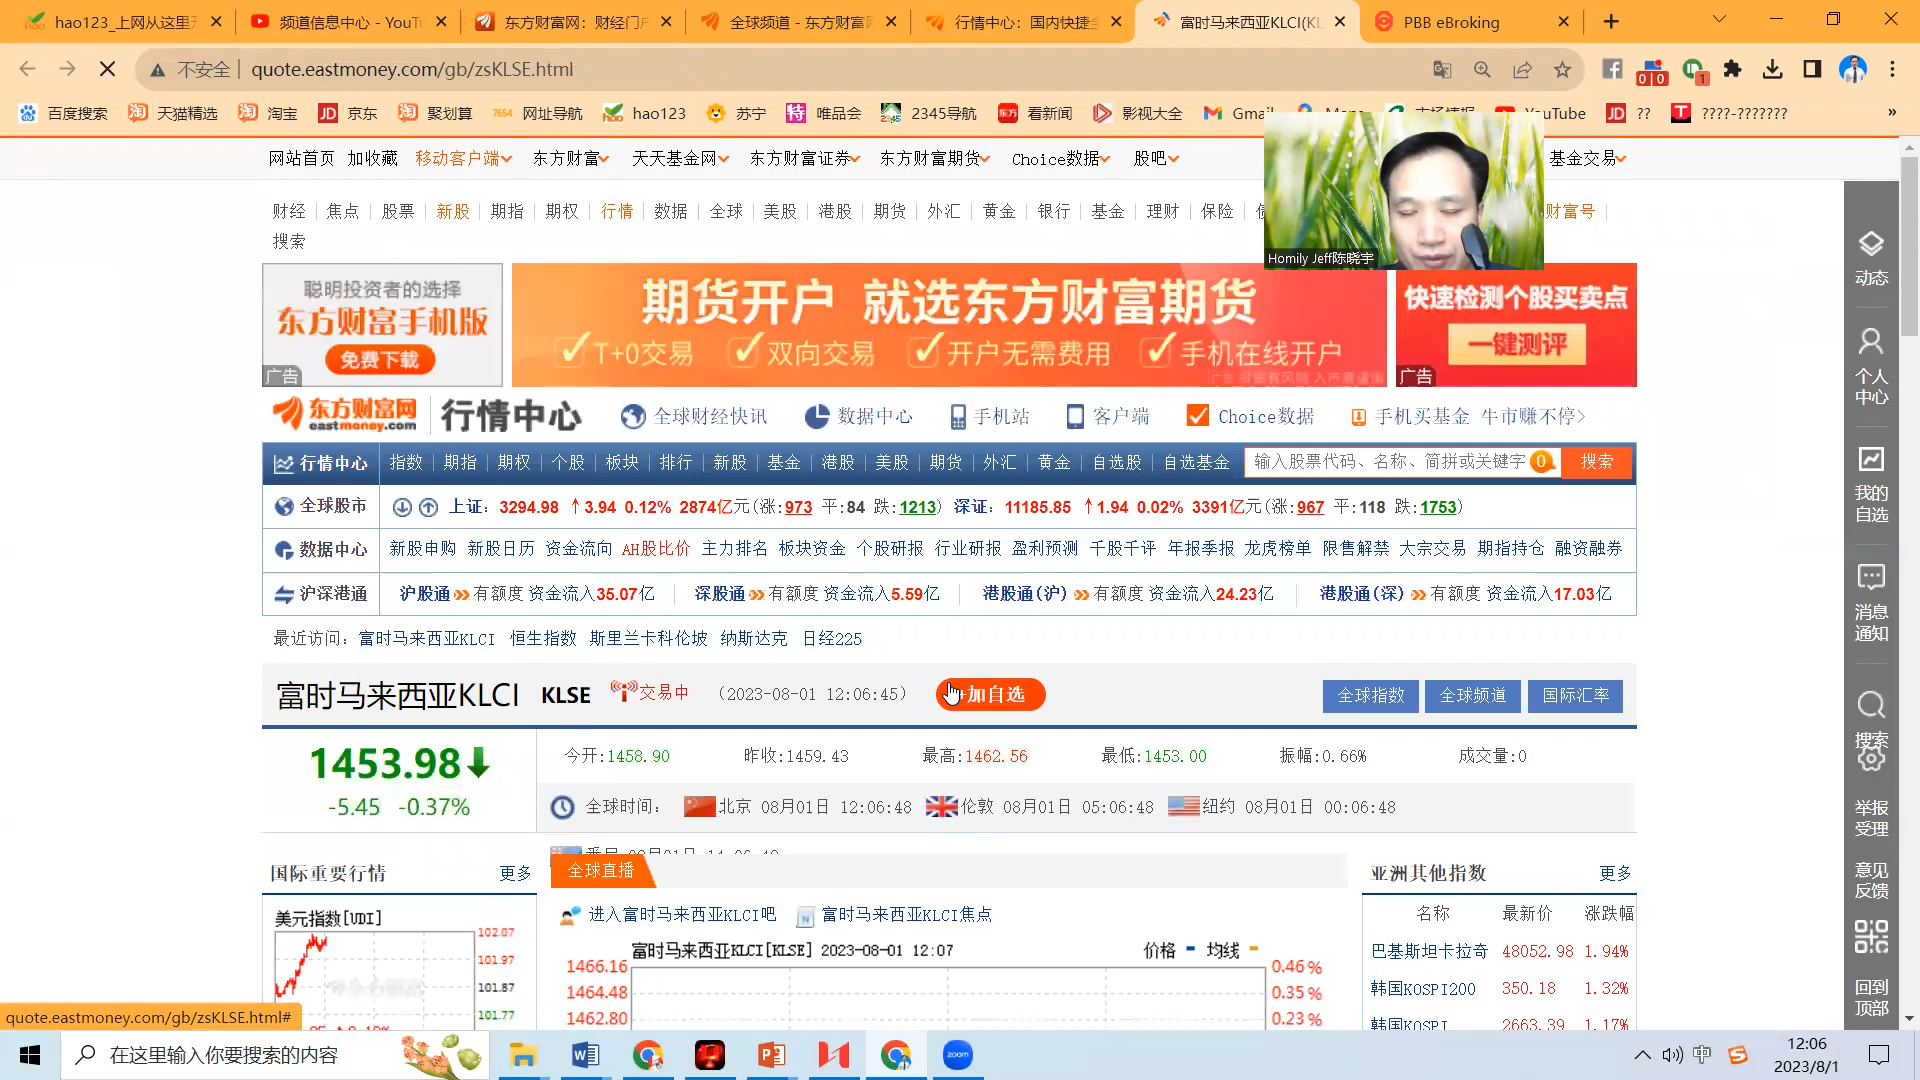 hao123_上网从这里开
频道信息中心 - YouTu
东方财富网：财经门户
全球频道 - 东方财富网
行情中心：国内快捷全
富时马来西亚KLCI(KL
PBB eBroking
不安全 | quote.eastmoney.com/gb/zsKLSE.html
百度搜索 天猫精选 淘宝 京东 聚划算 网址导航 hao123 苏宁 唯品会 2345导航 看新闻 影视大全 Gmail YouTube ?? ????-???????
网站首页 加收藏 移动客户端 东方财富 天天基金网 东方财富证券 东方财富期货 Choice数据 股吧 基金交易
财经 焦点 股票 新股 期指 期权 行情 数据 全球 美股 港股 期货 外汇 黄金 银行 基金 理财 保险 财富号
搜索
Homily Jeff陈晓宇
聪明投资者的选择
东方财富手机版
免费下载
广告
期货开户 就选东方财富期货
T+0交易 双向交易 开户无需费用 手机在线开户
快速检测个股买卖点
一键测评
广告
东方财富网
eastmoney.com
行情中心 全球财经快讯 数据中心 手机站 客户端 Choice数据 手机买基金 牛市赚不停>
行情中心 指数 期指 期权 个股 板块 排行 新股 基金 港股 美股 期货 外汇 黄金 自选股 自选基金 输入股票代码、名称、简拼或关键字 搜索
全球股市 上证： 3294.98 ↑3.94 0.12% 2874亿元(涨:973 平:84 跌:1213) 深证： 11185.85 ↑1.94 0.02% 3391亿元(涨:967 平:118 跌:1753)
数据中心 新股申购 新股日历 资金流向 AH股比价 主力排名 板块资金 个股研报 行业研报 盈利预测 千股千评 年报季报 龙虎榜单 限售解禁 大宗交易 期指持仓 融资融券
沪深港通 沪股通 有额度 资金流入35.07亿 深股通 有额度 资金流入5.59亿 港股通(沪) 有额度 资金流入24.23亿 港股通(深) 有额度 资金流入17.03亿
最近访问： 富时马来西亚KLCI 恒生指数 斯里兰卡科伦坡 纳斯达克 日经225
富时马来西亚KLCI KLSE 交易中 （2023-08-01 12:06:45） +加自选 全球指数 全球频道 国际汇率
1453.98↓
-5.45 -0.37%
今开:1458.90 昨收:1459.43 最高:1462.56 最低:1453.00 振幅:0.66% 成交量:0
全球时间： 北京 08月01日 12:06:48 伦敦 08月01日 05:06:48 纽约 08月01日 00:06:48
国际重要行情 更多
美元指数[UDI]
102.07
101.97
101.87
101.77
全球直播
进入富时马来西亚KLCI吧 富时马来西亚KLCI焦点
富时马来西亚KLCI[KLSE] 2023-08-01 12:07 价格 均线
1466.16 0.46%
1464.48 0.35%
1462.80 0.23%
亚洲其他指数 更多
名称 最新价 涨跌幅
巴基斯坦卡拉奇 48052.98 1.94%
韩国KOSPI200 350.18 1.32%
韩国KOSPI 2663.39 1.17%
动态
个人
中心
我的
自选
消息
通知
搜索
举报
受理
意见
反馈
回到
顶部
quote.eastmoney.com/gb/zsKLSE.html#
在这里输入你要搜索的内容
zoom
中
12:06
2023/8/1